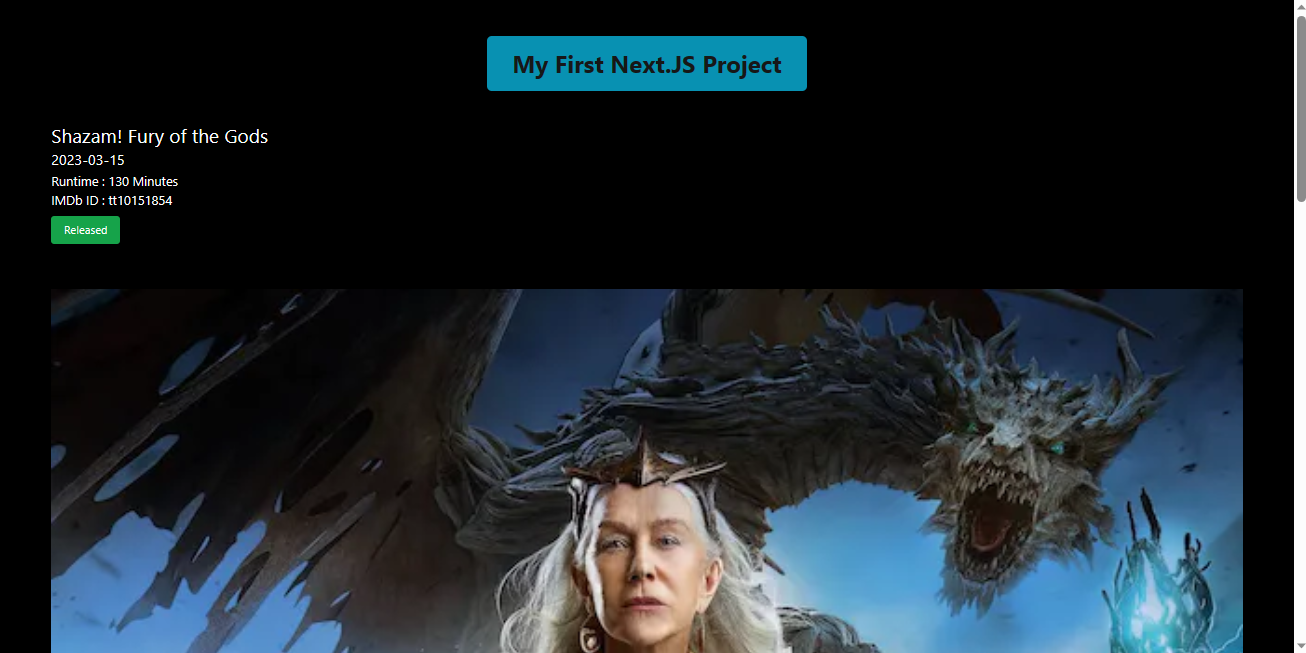 My First Next.JS Project
Shazam! Fury of the Gods
2023-03-15
Runtime : 130 Minutes
IMDb ID : tt10151854
Released